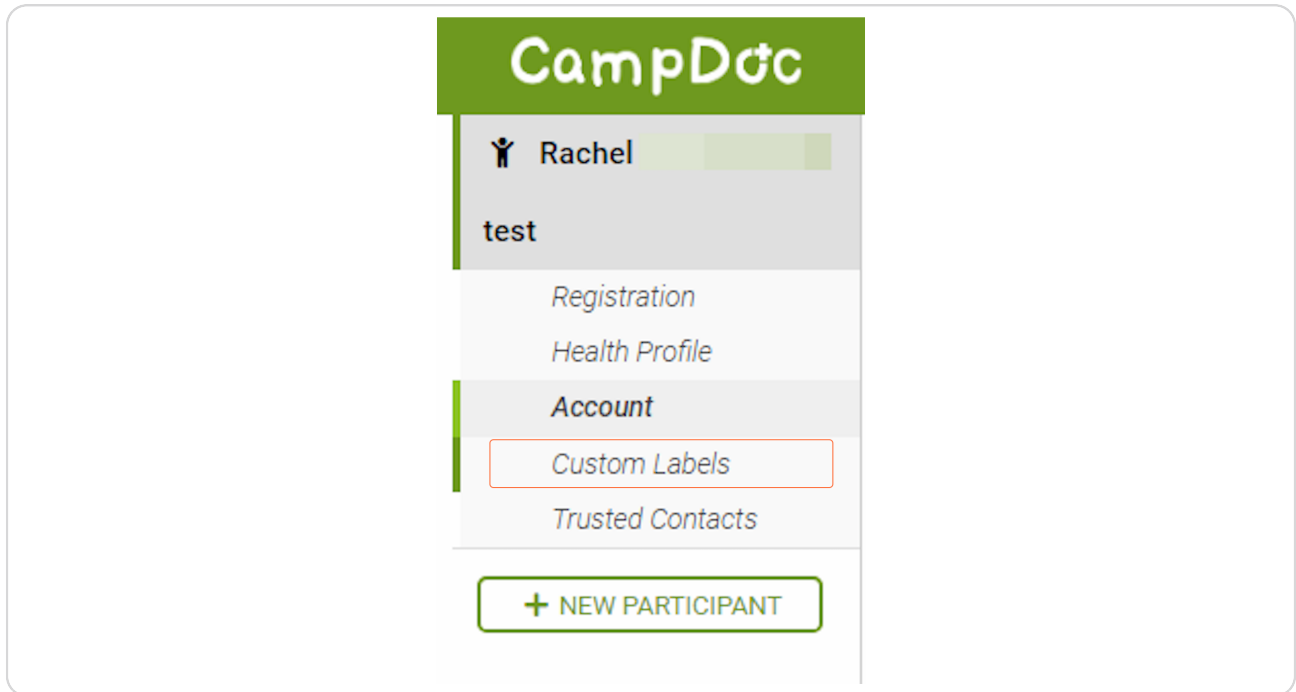 CampDoc
Rachel
test
Registration
Health Profile
Account
Custom Labels
Trusted Contacts
+ NEW PARTICIPANT